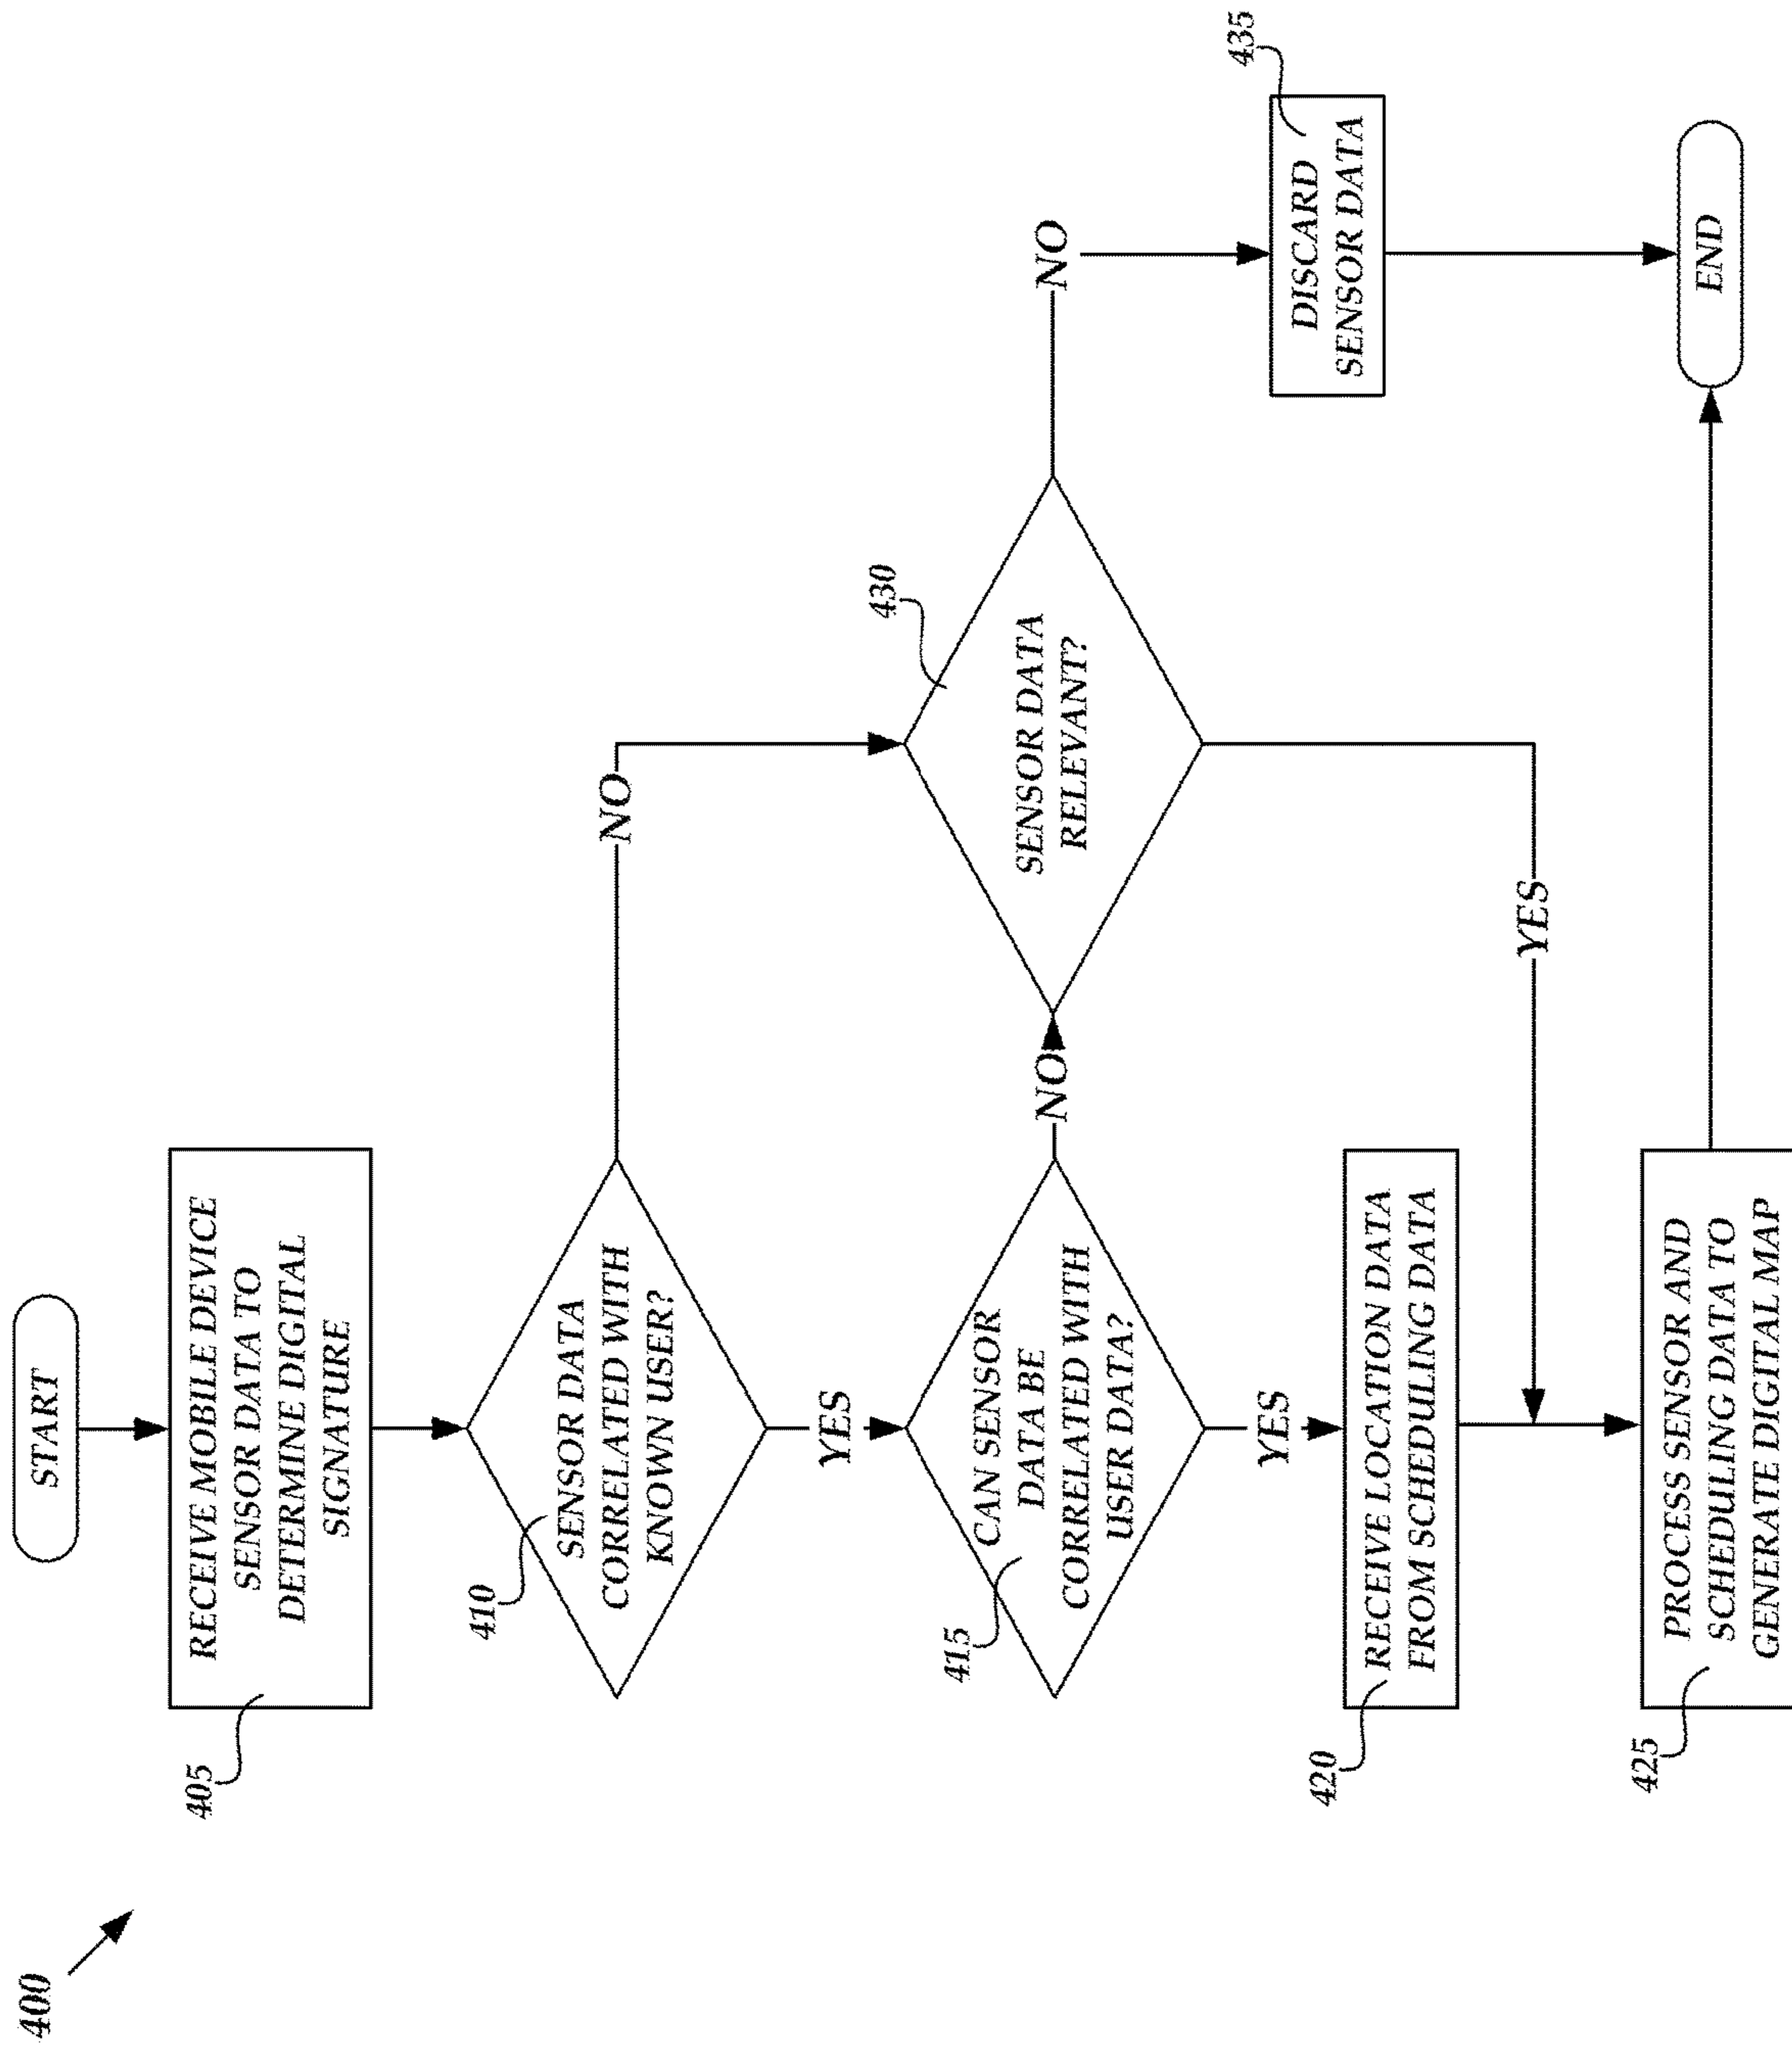 400
START
405
RECEIVE MOBILE DEVICE
SENSOR DATA TO
DETERMINE DIGITAL
SIGNATURE
410
SENSOR DATA
CORRELATED WITH
KNOWN USER?
NO
YES
415
CAN SENSOR
DATA BE
CORRELATED WITH
USER DATA?
NO
430
SENSOR DATA
RELEVANT?
NO
YES
420
RECEIVE LOCATION DATA
FROM SCHEDULING DATA
435
DISCARD
SENSOR DATA
YES
425
PROCESS SENSOR AND
SCHEDULING DATA TO
GENERATE DIGITAL MAP
END